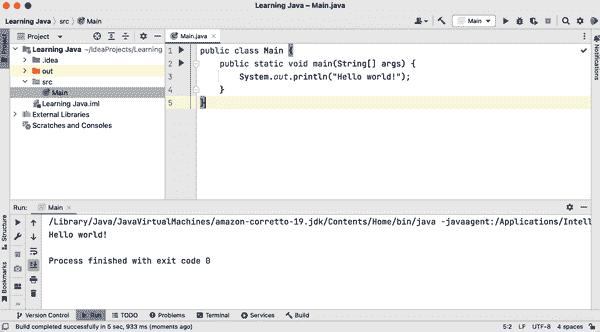 Learning Java – Main.java
Learning Java › src › Main
Main
Project
Main.java
Project
Learning Java ~/IdeaProjects/Learning
.idea
out
src
Main
Learning Java.iml
External Libraries
Scratches and Consoles
1 public class Main {
2 public static void main(String[] args) {
3 System.out.println("Hello world!");
4 }
5 }
Notifications
Run: Main
/Library/Java/JavaVirtualMachines/amazon-corretto-19.jdk/Contents/Home/bin/java -javaagent:/Applications/Intell
Hello world!
Process finished with exit code 0
Structure
Bookmarks
Version Control Run TODO Problems Terminal Services Build
Build completed successfully in 5 sec, 933 ms (moments ago) 5:2 LF UTF-8 4 spaces